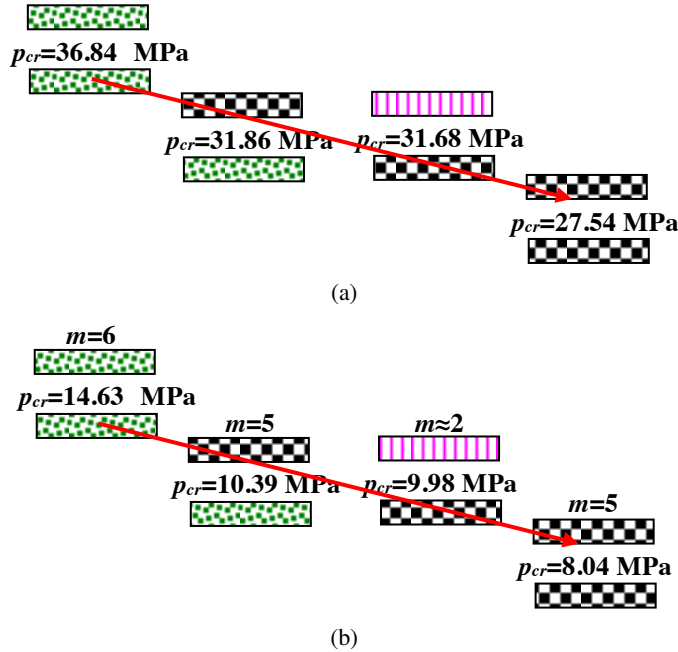 p_cr=36.84 MPa
p_cr=31.86 MPa
p_cr=31.68 MPa
p_cr=27.54 MPa
(a)
m=6
p_cr=14.63 MPa
m=5
m≈2
p_cr=10.39 MPa
p_cr=9.98 MPa
m=5
p_cr=8.04 MPa
(b)